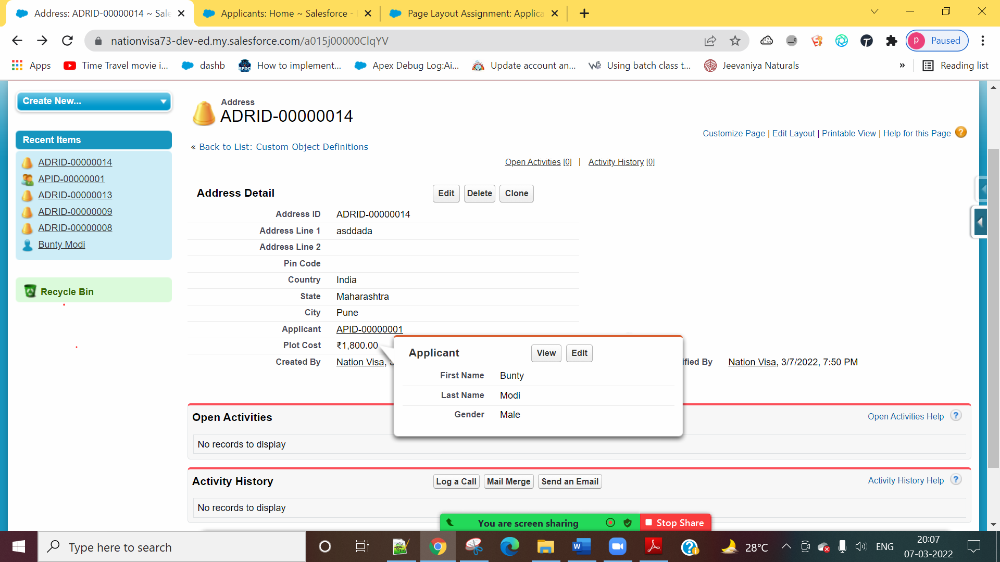 Address: ADRID-00000014 ~ Sale
Applicants: Home ~ Salesforce -
Page Layout Assignment: Applica
nationvisa73-dev-ed.my.salesforce.com/a015j00000ClqYV
P Paused
Apps
Time Travel movie i...
dashb
How to implement...
Apex Debug Log:Ai...
Update account an...
Using batch class t...
Jeevaniya Naturals
»
Reading list
Create New...
Recent Items
ADRID-00000014
APID-00000001
ADRID-00000013
ADRID-00000009
ADRID-00000008
Bunty Modi
Recycle Bin
Address
ADRID-00000014
Customize Page | Edit Layout | Printable View | Help for this Page ?
« Back to List: Custom Object Definitions
Open Activities [0] | Activity History [0]
Address Detail Edit Delete Clone
Address ID ADRID-00000014
Address Line 1 asddada
Address Line 2
Pin Code
Country India
State Maharashtra
City Pune
Applicant APID-00000001
Plot Cost ₹1,800.00
Created By Nation Visa,
ified By Nation Visa, 3/7/2022, 7:50 PM
Applicant View Edit
First Name Bunty
Last Name Modi
Gender Male
Open Activities
Open Activities Help ?
No records to display
Activity History Log a Call Mail Merge Send an Email
Activity History Help ?
No records to display
You are screen sharing Stop Share
Type here to search
28°C
ENG
20:07
07-03-2022